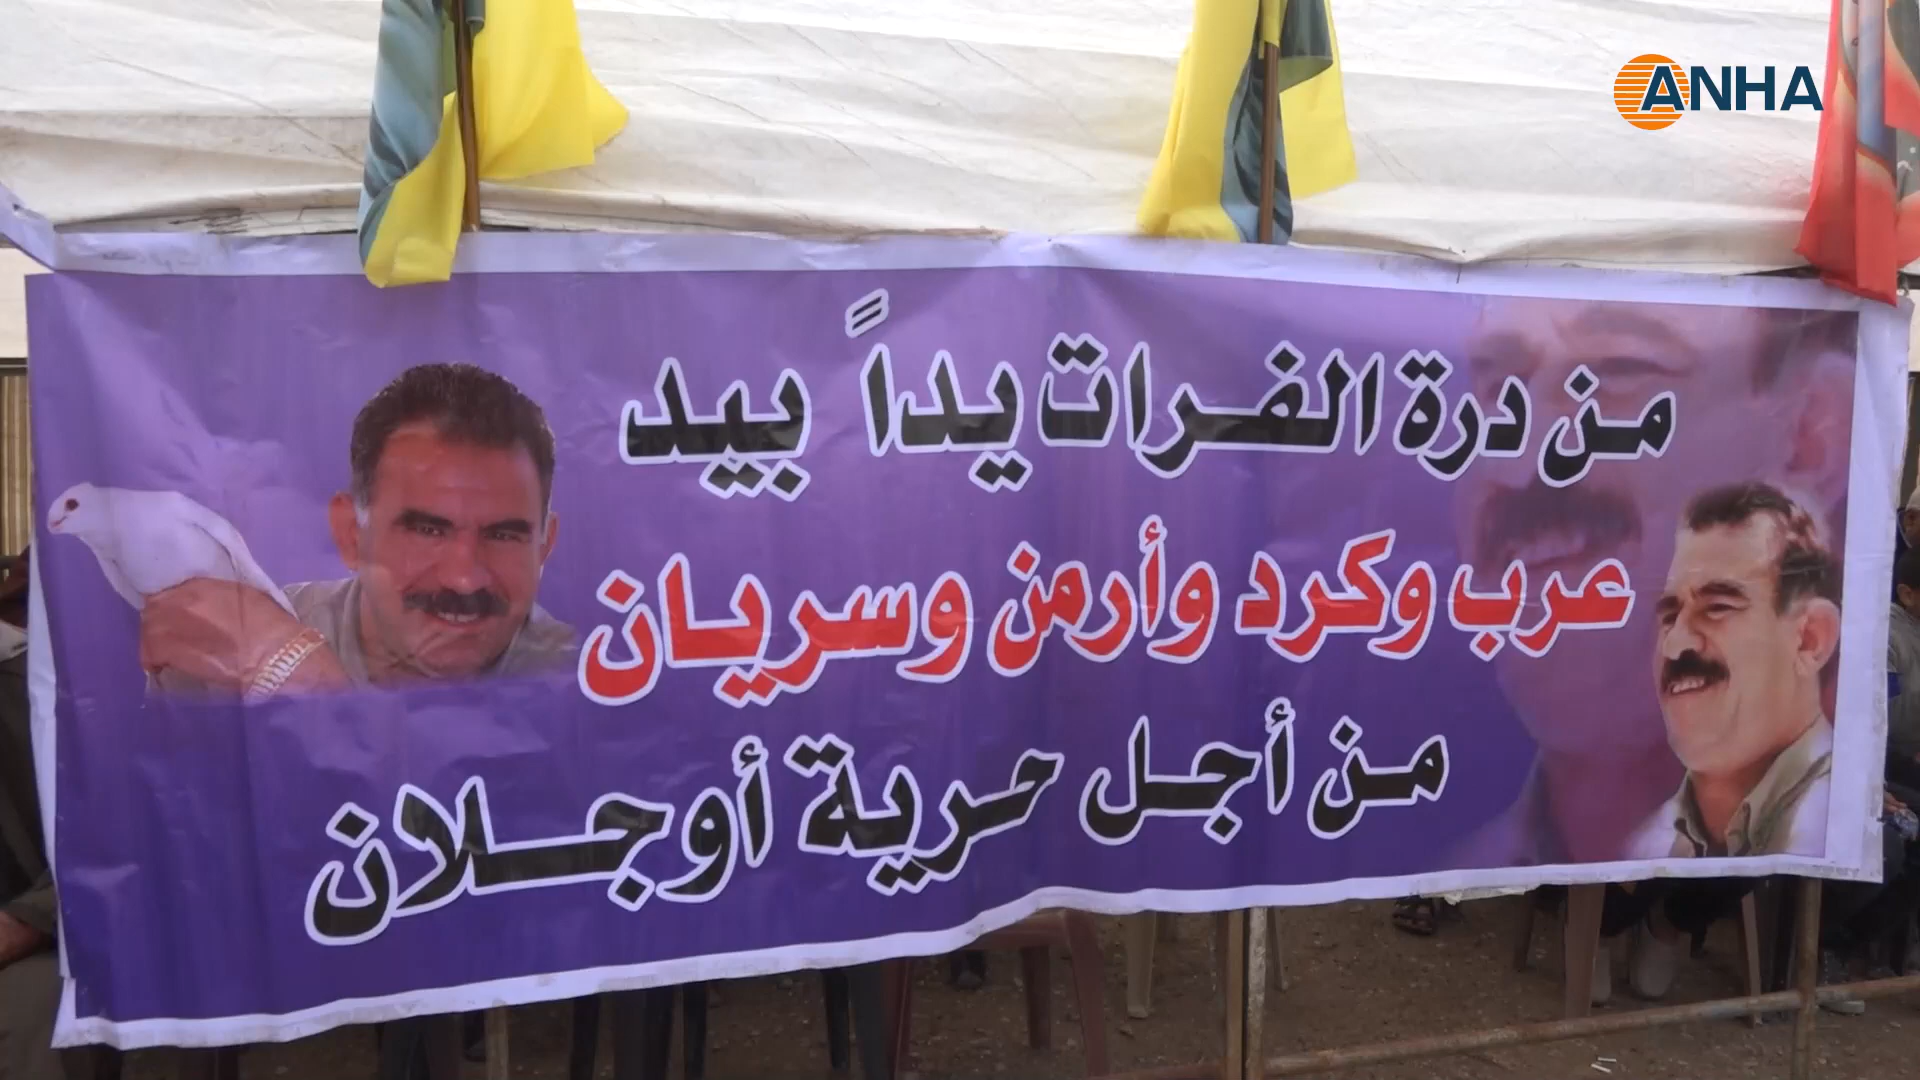 ANHA
من درة الفرات يداً بيد
عرب وكرد وأرمن وسريان
من أجل حرية أوجلان